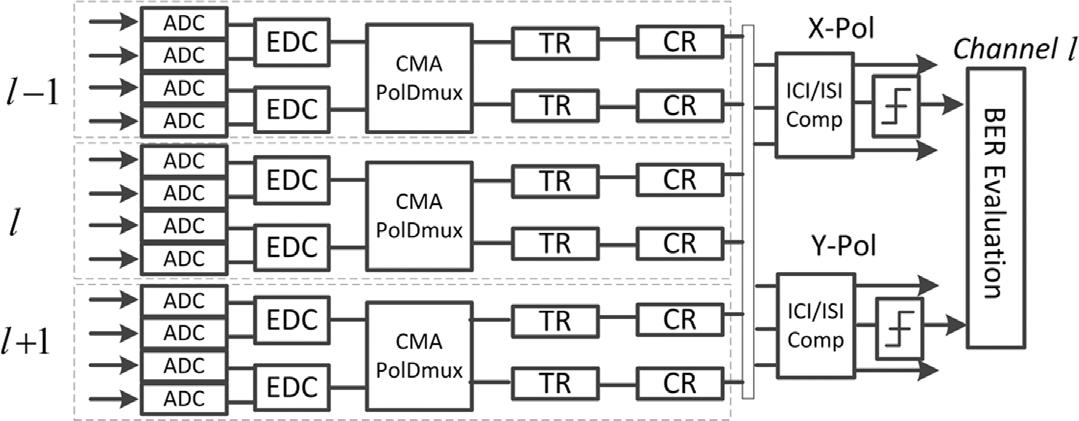 l-1
ADC
ADC
ADC
ADC
EDC
EDC
CMA
PolDmux
TR
TR
CR
CR
l
ADC
ADC
ADC
ADC
EDC
EDC
CMA
PolDmux
TR
TR
CR
CR
l+1
ADC
ADC
ADC
ADC
EDC
EDC
CMA
PolDmux
TR
TR
CR
CR
X-Pol
ICI/ISI
Comp
Y-Pol
ICI/ISI
Comp
Channel l
BER Evaluation